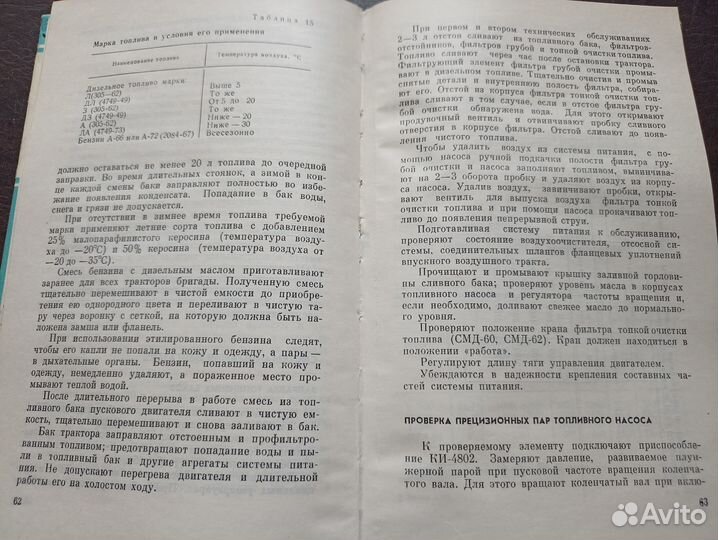 Таблица 15
Марка топлива и условия его применения
Наименование топлива
Температура воздуха, °С
Дизельное топливо марки
Л(305—62)
Выше 5
ДЛ (4749-49)
То же
З (305-62)
От 5 до 20
ДЗ (4749-49)
То же
А (305-62)
Ниже — 20
ДА (4749-73)
Ниже — 30
Бензин А-66 или А-72 (2084-67)
Всесезонно
должно оставаться не менее 20 л топлива до очередной
заправки. Во время длительных стоянок, а зимой в кон-
це каждой смены баки заправляют полностью во избе-
жание появления конденсата. Попадание в бак воды,
снега и грязи не допускается.
При отсутствии в зимнее время топлива требуемой
марки применяют летние сорта топлива с добавлением
25% малопарафинистого керосина (температура возду-
ха до —20°С) и 50% керосина (температура воздуха от
—20 до —35°С).
Смесь бензина с дизельным маслом приготавливают
заранее для всех тракторов бригады. Полученную смесь
тщательно перемешивают в чистой емкости до приобре-
тения ею однородного цвета и переливают в чистую та-
ру через воронку с сеткой, на которую должна быть на-
ложена замша или фланель.
При использовании этилированного бензина следят,
чтобы его капли не попали на кожу и одежду, а пары —
в дыхательные органы. Бензин, попавший на кожу и
одежду, немедленно удаляют, а пораженное место про-
мывают теплой водой.
После длительного перерыва в работе смесь из топ-
ливного бака пускового двигателя сливают в чистую ем-
кость, тщательно перемешивают и снова заливают в бак.
Бак трактора заправляют отстоенным и профильтро-
ванным топливом; предотвращают попадание воды и пы-
ли в топливный бак и другие агрегаты системы пита-
ния. Не допускают перегрева двигателя и длительной
работы его на холостом ходу.
62
При первом и втором технических обслуживаниях
2—3 л отстоя сливают из топливного бака, фильтров-
отстойников, фильтров грубой и тонкой очистки топлива.
Топливо сливают через час после остановки трактора.
Фильтрующий элемент фильтра грубой очистки промы-
вают в дизельном топливе. Тщательно очистив и промыв
снятые детали и внутреннюю полость фильтра, собира-
ют его. Отстой из корпуса фильтра тонкой очистки топ-
лива сливают в том случае, если в отстое фильтра гру-
бой очистки обнаружена вода. Для этого открывают
продувочный вентиль и отвинчивают пробку сливного
отверстия в корпусе фильтра. Отстой сливают до появ-
ления чистого топлива.
Чтобы удалить воздух из системы питания, с по-
мощью насоса ручной подкачки полости фильтра гру-
бой очистки и насоса заполняют топливом, вывинчива-
ют на 2—3 оборота пробку и удаляют воздух из корпу-
са насоса. Удалив воздух, завинчивают пробки, откры-
вают вентиль для выпуска воздуха фильтра тонкой
очистки топлива и при помощи насоса прокачивают топ-
ливо до появления непрерывной струи.
Подготавливая систему питания к обслуживанию,
проверяют состояние воздухоочистителя, отсосной си-
стемы, соединительных шлангов фланцевых уплотнений
впускного воздушного тракта.
Прочищают и промывают крышку заливной горлови-
ны сливного бака; проверяют уровень масла в корпусах
топливного насоса и регулятора частоты вращения и,
если необходимо, доливают свежее масло до нормально-
го уровня.
Проверяют положение крана фильтра тонкой очистки
топлива (СМД-60, СМД-62). Кран должен находиться в
положении «работа».
Регулируют длину тяги управления двигателем.
Убеждаются в надежности крепления составных час-
тей системы питания.
ПРОВЕРКА ПРЕЦИЗИОННЫХ ПАР ТОПЛИВНОГО НАСОСА
К проверяемому элементу подключают приспособле-
ние КИ-4802. Замеряют давление, развиваемое плун-
жерной парой при пусковой частоте вращения коленча-
того вала. Для этого вращают коленчатый вал при вклю-
63
Avito